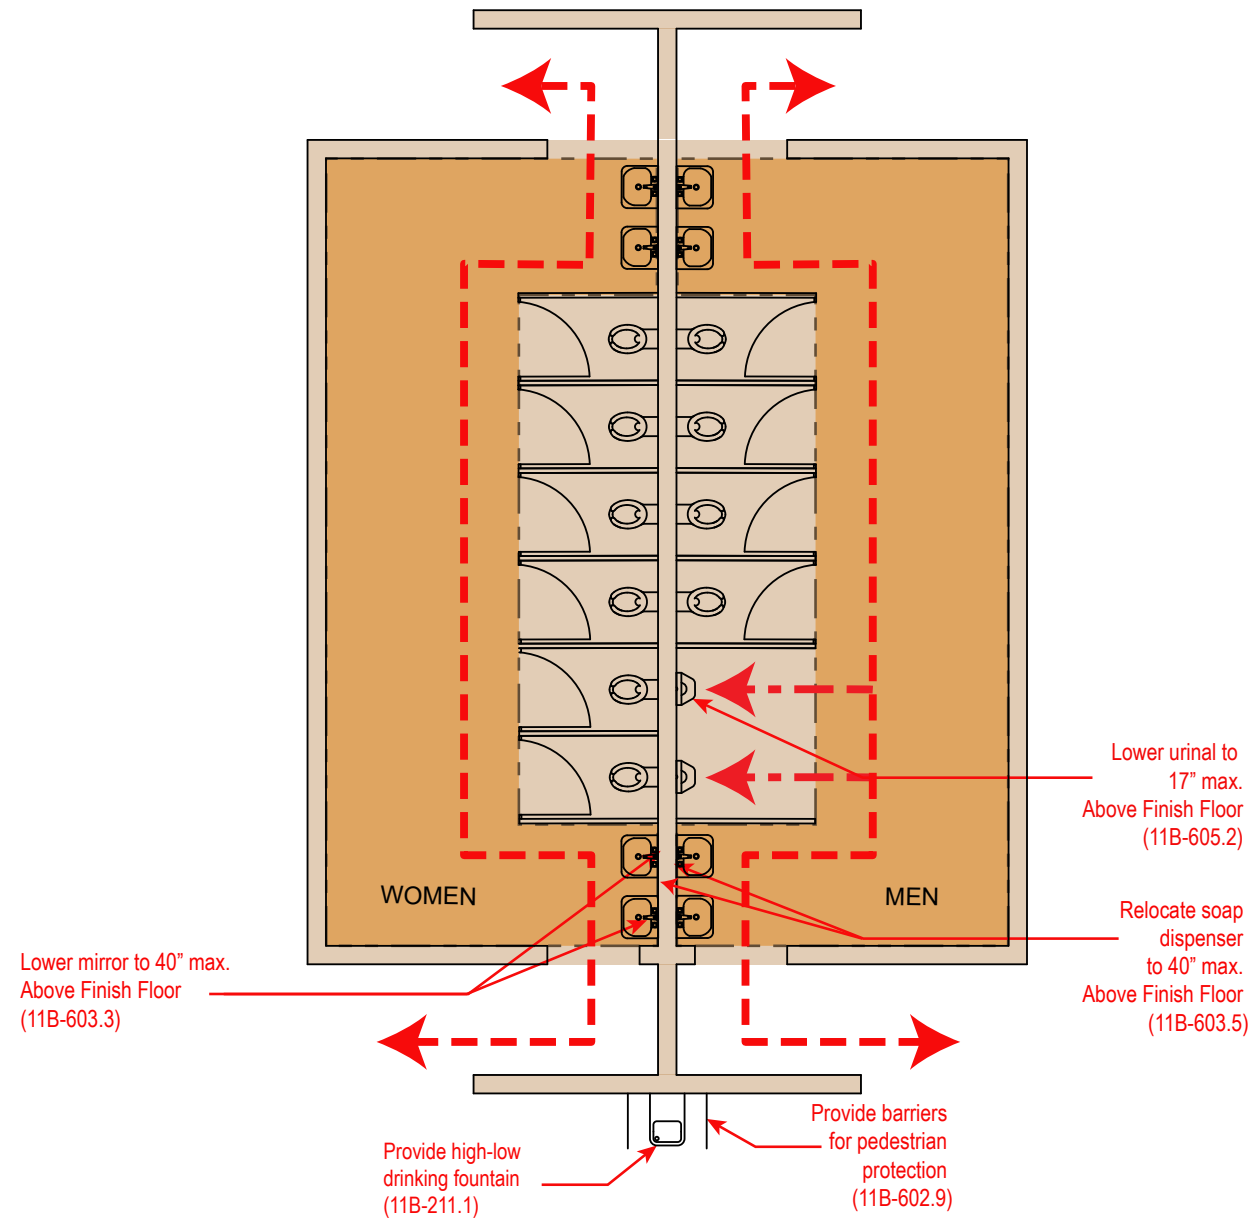 Lower urinal to
17” max.
Above Finish Floor
(11B-605.2)
WOMEN
MEN
Relocate soap
dispenser
to 40” max.
Above Finish Floor
(11B-603.5)
Lower mirror to 40” max.
Above Finish Floor
(11B-603.3)
Provide high-low
drinking fountain
(11B-211.1)
Provide barriers
for pedestrian
protection
(11B-602.9)